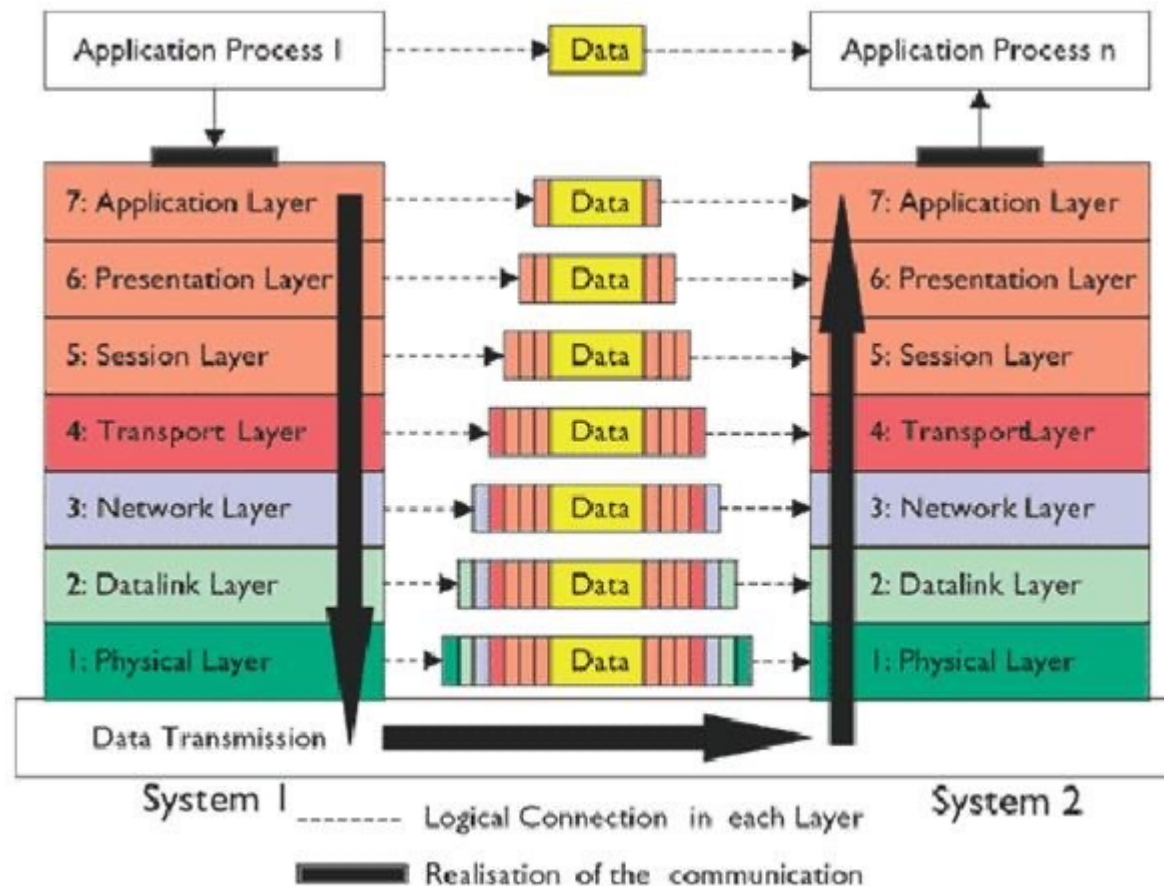 Application Process 1
Data
Application Process n
7: Application Layer
Data
7: Application Layer
6: Presentation Layer
Data
6: Presentation Layer
5: Session Layer
Data
5: Session Layer
4: Transport Layer
Data
4: TransportLayer
3: Network Layer
Data
3: Network Layer
2: Datalink Layer
Data
2: Datalink Layer
1: Physical Layer
Data
1: Physical Layer
Data Transmission
System 1
System 2
Logical Connection in each Layer
Realisation of the communication